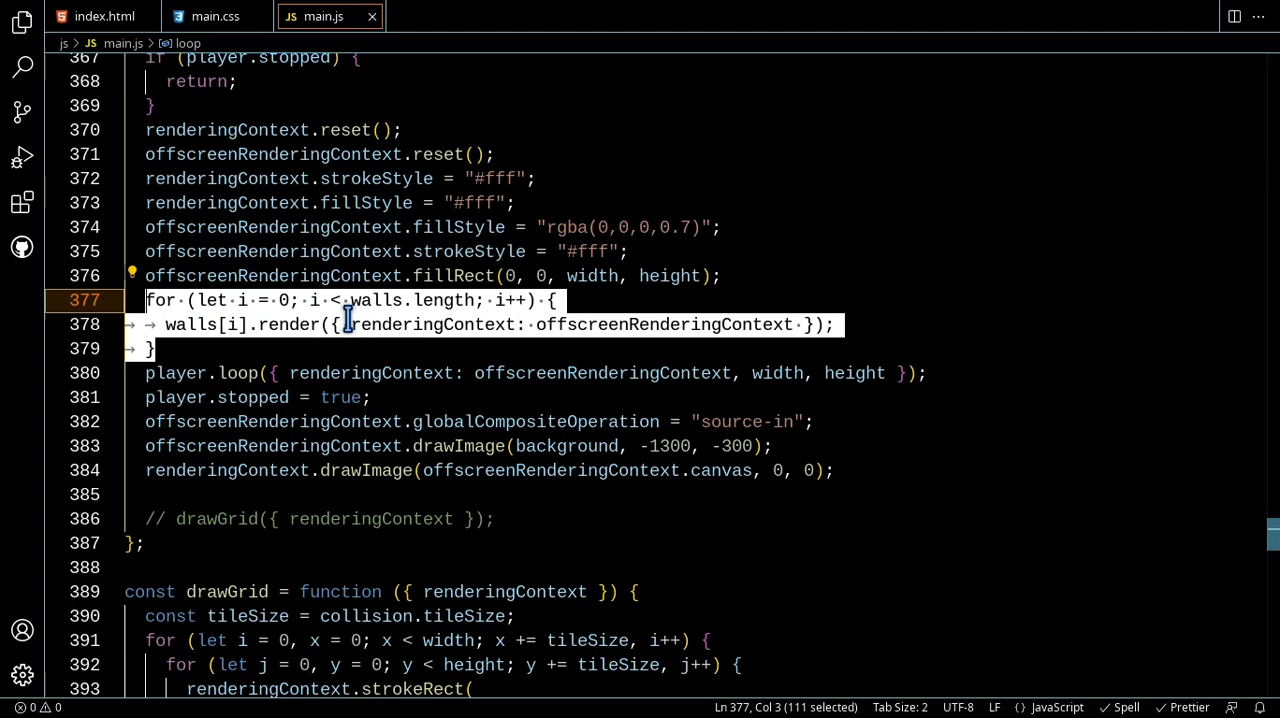 index.html
main.css
JS main.js
js > JS main.js > loop
367 if (player.stopped) {
368 return;
369 }
370 renderingContext.reset();
371 offscreenRenderingContext.reset();
372 renderingContext.strokeStyle = "#fff";
373 renderingContext.fillStyle = "#fff";
374 offscreenRenderingContext.fillStyle = "rgba(0,0,0,0.7)";
375 offscreenRenderingContext.strokeStyle = "#fff";
376 offscreenRenderingContext.fillRect(0, 0, width, height);
377 for (let i = 0; i < walls.length; i++) {
378 walls[i].render({ renderingContext: offscreenRenderingContext });
379 }
380 player.loop({ renderingContext: offscreenRenderingContext, width, height });
381 player.stopped = true;
382 offscreenRenderingContext.globalCompositeOperation = "source-in";
383 offscreenRenderingContext.drawImage(background, -1300, -300);
384 renderingContext.drawImage(offscreenRenderingContext.canvas, 0, 0);
385
386 // drawGrid({ renderingContext });
387 };
388
389 const drawGrid = function ({ renderingContext }) {
390 const tileSize = collision.tileSize;
391 for (let i = 0, x = 0; x < width; x += tileSize, i++) {
392 for (let j = 0, y = 0; y < height; y += tileSize, j++) {
393 renderingContext.strokeRect(
0 0 Ln 377, Col 3 (111 selected) Tab Size: 2 UTF-8 LF {} JavaScript Spell Prettier